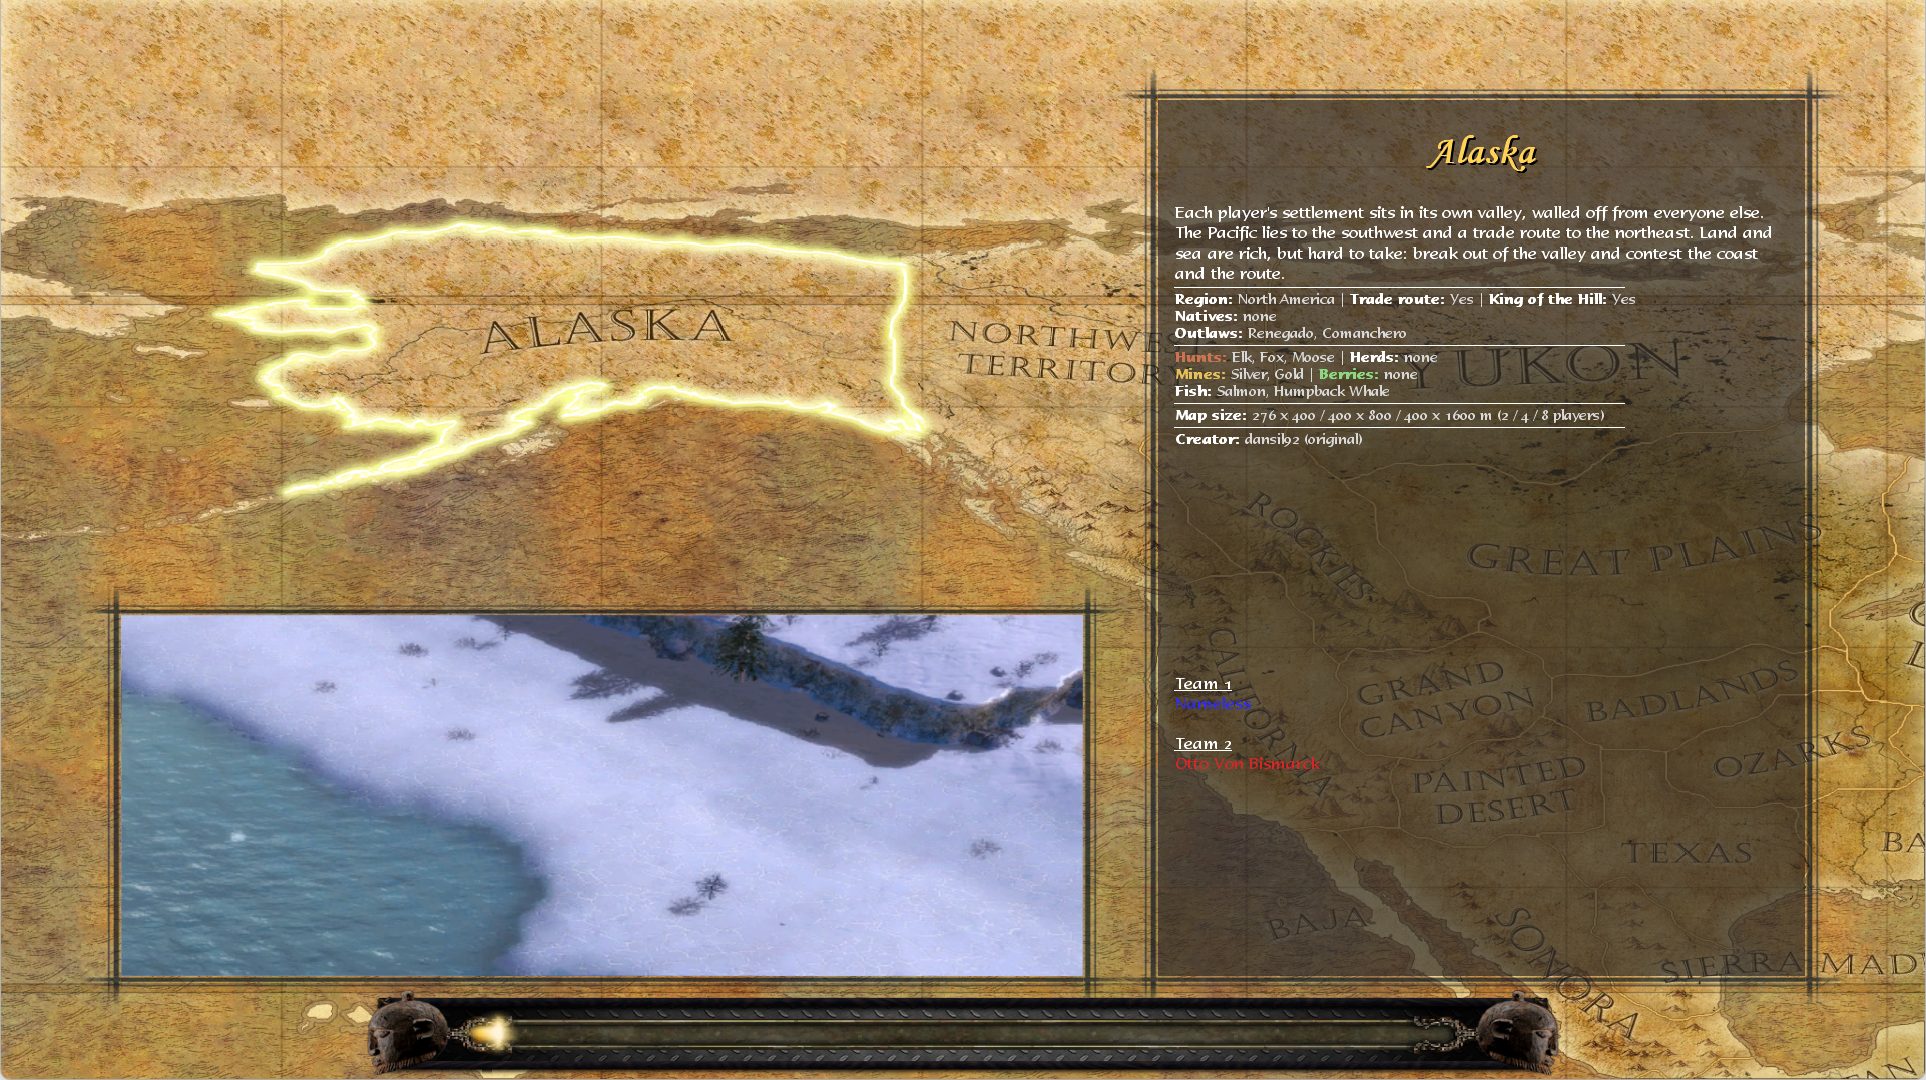 Alaska
Each player's settlement sits in its own valley, walled off from everyone else.
The Pacific lies to the southwest and a trade route to the northeast. Land and
sea are rich, but hard to take: break out of the valley and contest the coast
and the route.
Region: North America | Trade route: Yes | King of the Hill: Yes
Natives: none
Outlaws: Renegado, Comanchero
Hunts: Elk, Fox, Moose | Herds: none
Mines: Silver, Gold | Berries: none
Fish: Salmon, Humpback Whale
Map size: 276 x 400 / 400 x 800 / 400 x 1600 m (2 / 4 / 8 players)
Creator: dansil92 (original)
Team 1
Nameless
Team 2
Otto Von Bismarck
ALASKA
NORTHWEST
TERRITORY
YUKON
ROCKIES
GREAT PLAINS
CALIFORNIA
GRAND
CANYON
BADLANDS
OZARKS
PAINTED
DESERT
TEXAS
BAJA
SONORA
SIERRA MAD
BA